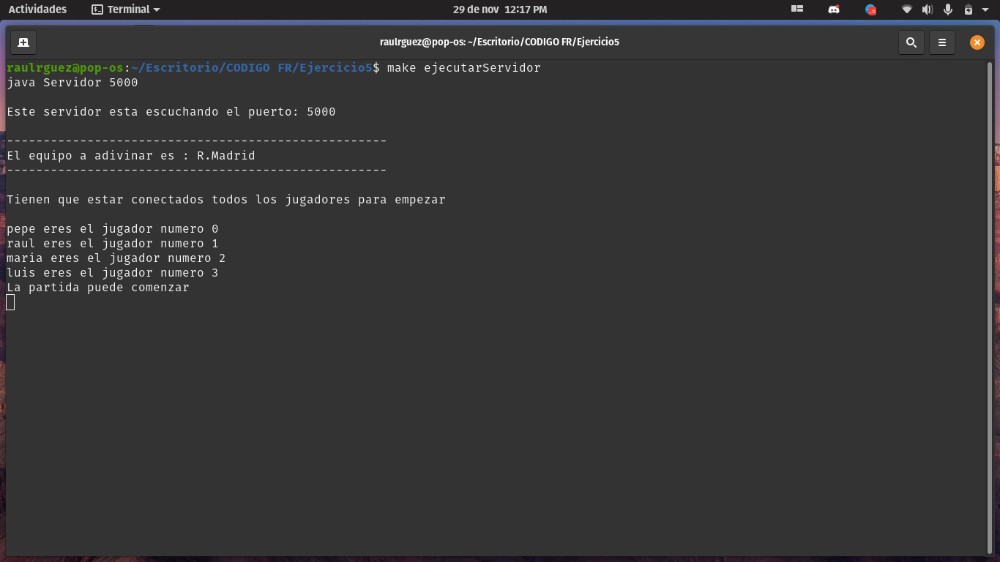 Actividades Terminal 29 de nov 12:17 PM
raulrguez@pop-os: ~/Escritorio/CODIGO FR/Ejercicio5
raulrguez@pop-os:~/Escritorio/CODIGO FR/Ejercicio5$ make ejecutarServidor
java Servidor 5000
Este servidor esta escuchando el puerto: 5000
----------------------------------------------------
El equipo a adivinar es : R.Madrid
----------------------------------------------------
Tienen que estar conectados todos los jugadores para empezar
pepe eres el jugador numero 0
raul eres el jugador numero 1
maria eres el jugador numero 2
luis eres el jugador numero 3
La partida puede comenzar